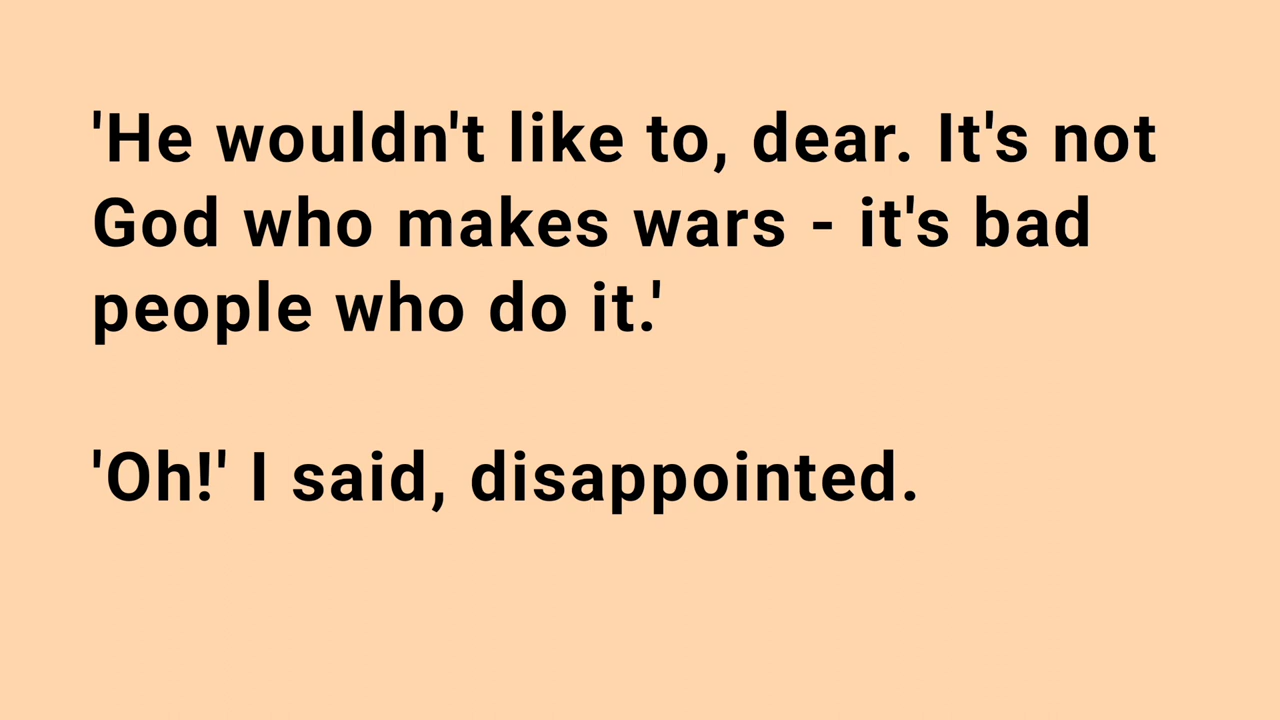 'He wouldn't like to, dear. It's not
God who makes wars - it's bad
people who do it.'
'Oh!' I said, disappointed.